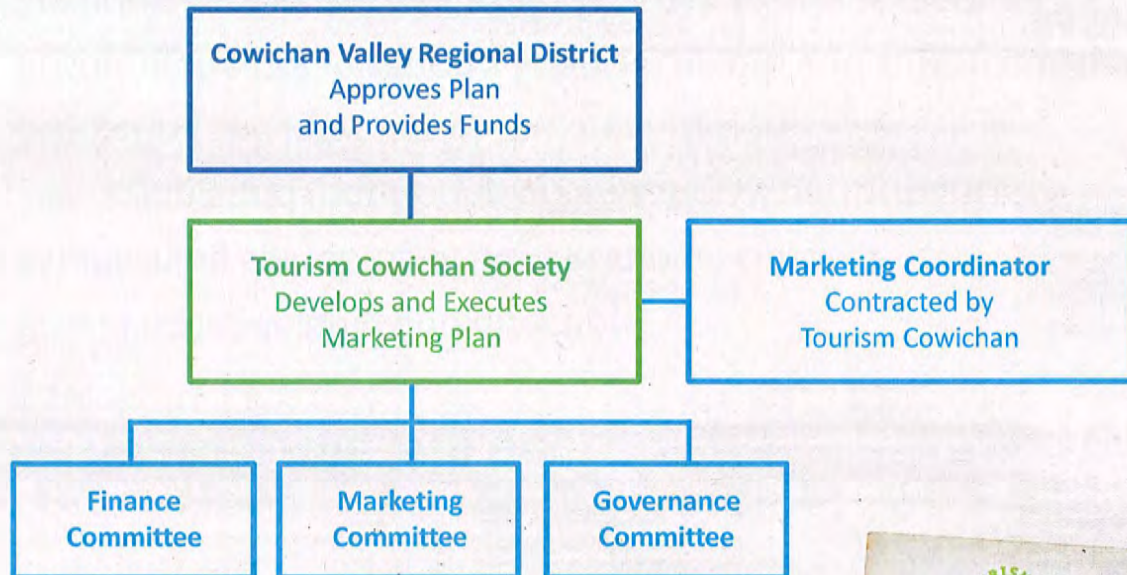 Cowichan Valley Regional District
Approves Plan
and Provides Funds
Tourism Cowichan Society
Develops and Executes
Marketing Plan
Marketing Coordinator
Contracted by
Tourism Cowichan
Finance
Committee
Marketing
Committee
Governance
Committee